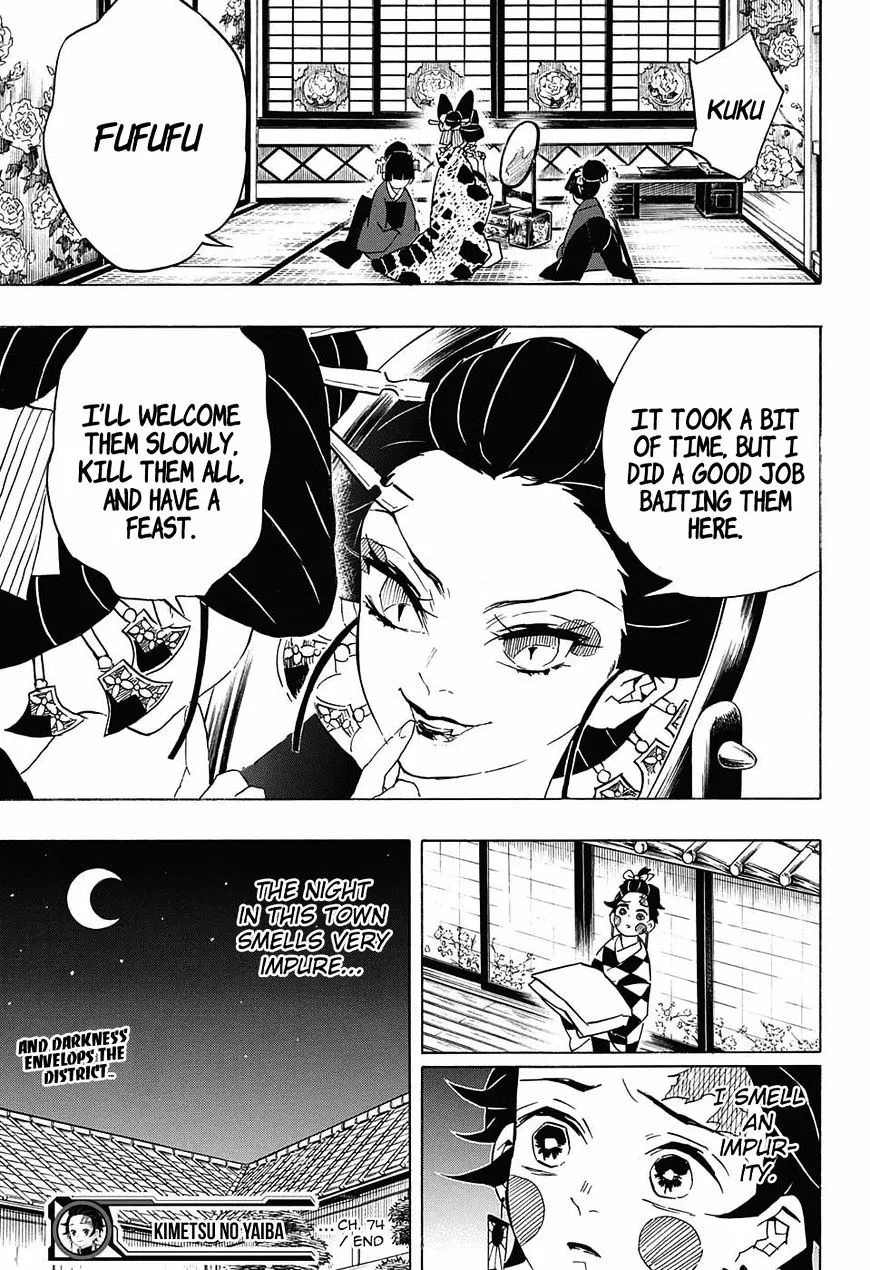 KUKU
FUFUFU
IT TOOK A BIT
OF TIME, BUT I
DID A GOOD JOB
BAITING THEM
HERE.
I'LL WELCOME
THEM SLOWLY,
KILL THEM ALL,
AND HAVE A
FEAST.
I SMELL
AN
IMPUR-
ITY.
THE NIGHT
IN THIS TOWN
SMELLS VERY
IMPURE...
AND DARKNESS
ENVELOPS THE
DISTRICT..
KIMETSU NO YAIBA
...CH. 74
/ END